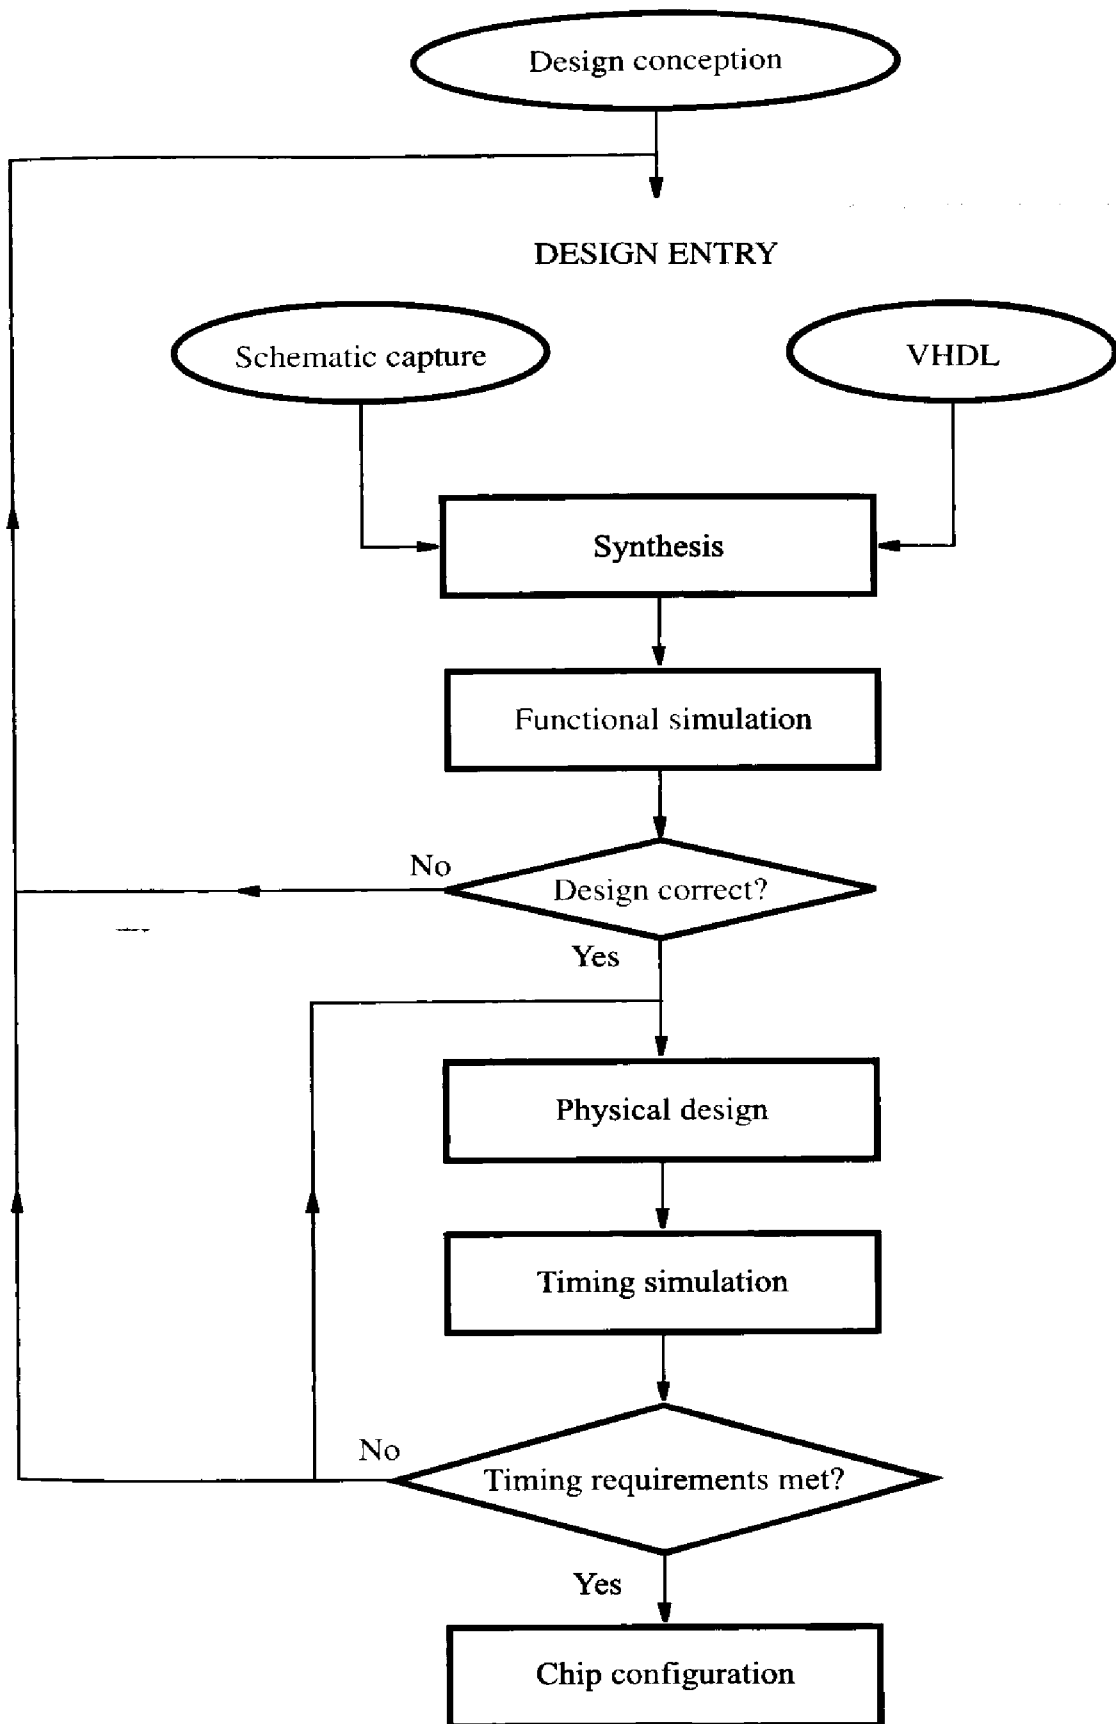 Design conception
DESIGN ENTRY
Schematic capture
VHDL
Synthesis
Functional simulation
No
Design correct?
Yes
Physical design
Timing simulation
No
Timing requirements met?
Yes
Chip configuration